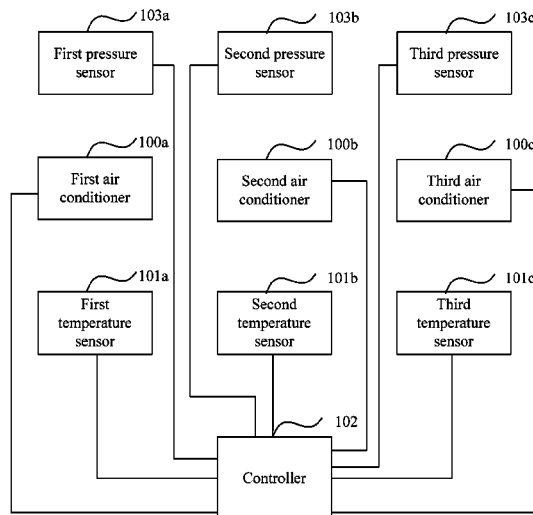 103a
103b
103c
First pressure
sensor
Second pressure
sensor
Third pressure
sensor
100a
100b
100c
First air
conditioner
Second air
conditioner
Third air
conditioner
101a
101b
101c
First
temperature
sensor
Second
temperature
sensor
Third
temperature
sensor
102
Controller